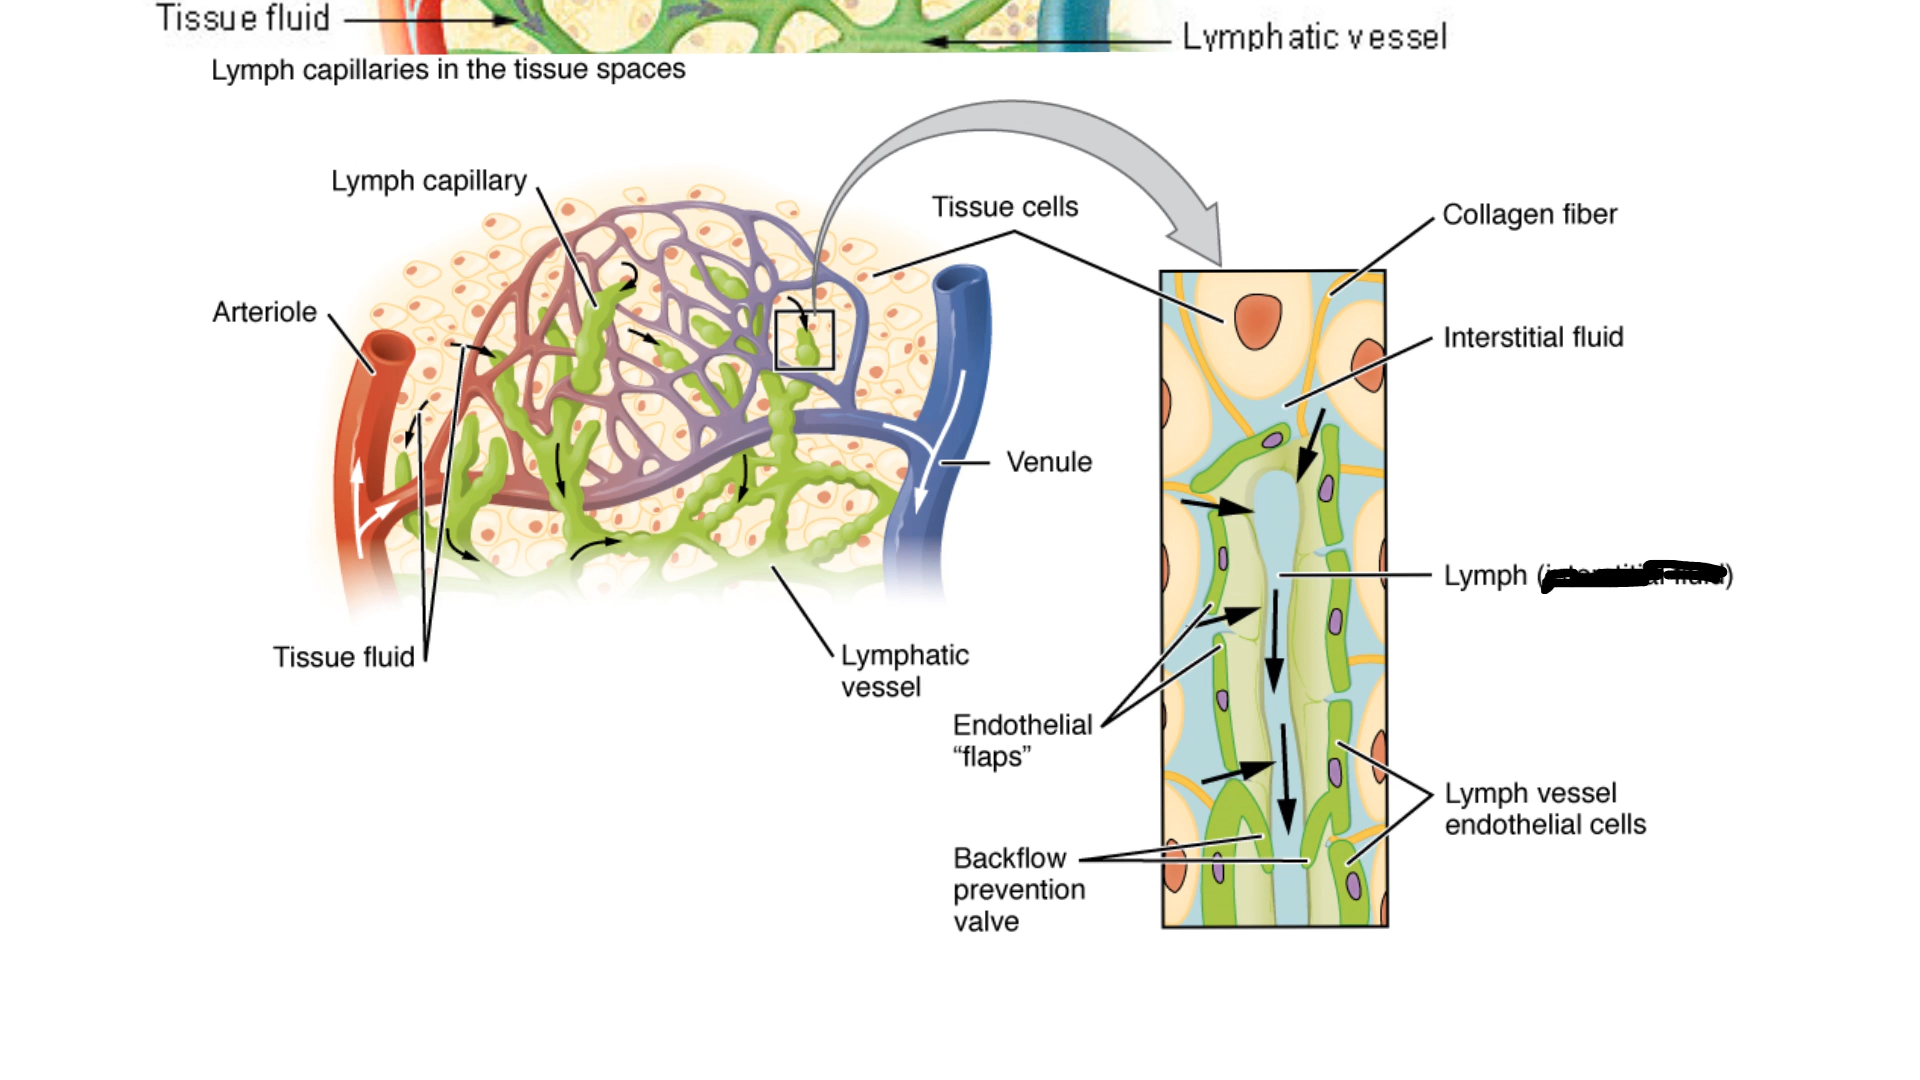 Tissue fluid
Lymphatic vessel
Lymph capillaries in the tissue spaces
Lymph capillary
Tissue cells
Collagen fiber
Arteriole
Interstitial fluid
Venule
Lymph (
Tissue fluid
Lymphatic
vessel
Endothelial
“flaps”
Lymph vessel
endothelial cells
Backflow
prevention
valve